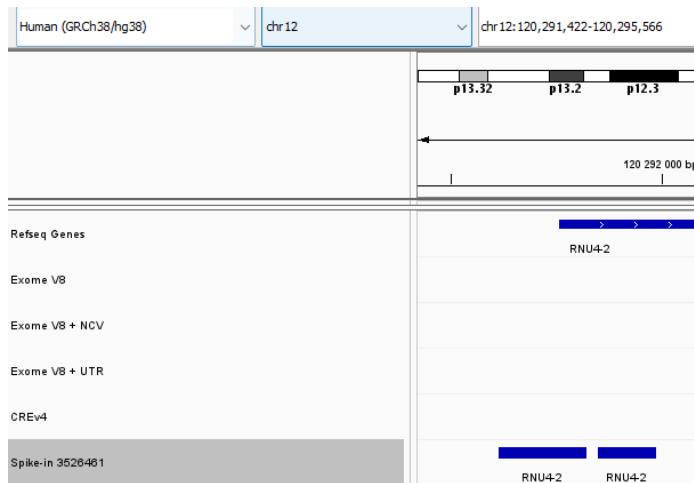 Human (GRCh38/hg38) chr12 chr12:120,291,422-120,295,566
p13.32 p13.2 p12.3
120 292 000 bp
Refseq Genes
RNU4-2
Exome V8
Exome V8 + NCV
Exome V8 + UTR
CREv4
Spike-in 3526461
RNU4-2 RNU4-2